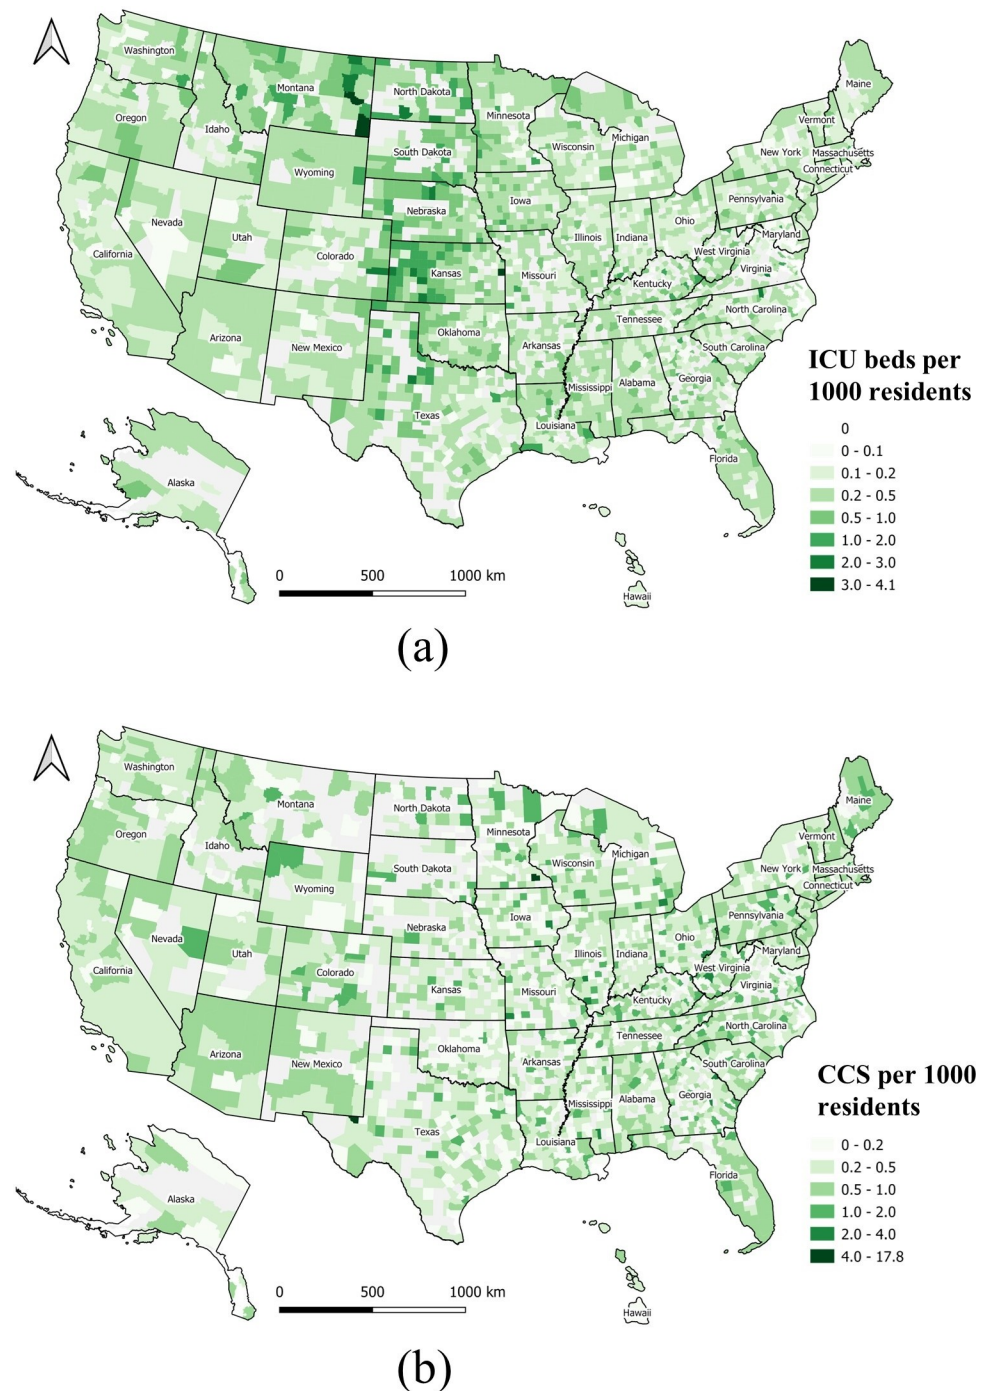 Washington
Montana
North Dakota
Minnesota
Maine
Oregon
Idaho
South Dakota
Wisconsin
Michigan
Vermont
New York
Massachusetts
Connecticut
Wyoming
Nebraska
Iowa
Pennsylvania
Nevada
Utah
Colorado
Kansas
Illinois
Indiana
Ohio
West Virginia
Maryland
Virginia
California
Missouri
Kentucky
Arizona
New Mexico
Oklahoma
Arkansas
Tennessee
North Carolina
South Carolina
Texas
Louisiana
Mississippi
Alabama
Georgia
Florida
Alaska
Hawaii
ICU beds per
1000 residents
0
0 - 0.1
0.1 - 0.2
0.2 - 0.5
0.5 - 1.0
1.0 - 2.0
2.0 - 3.0
3.0 - 4.1
0 500 1000 km
(a)
Washington
Montana
North Dakota
Minnesota
Maine
Oregon
Idaho
South Dakota
Wisconsin
Michigan
Vermont
New York
Massachusetts
Connecticut
Wyoming
Nebraska
Iowa
Pennsylvania
Nevada
Utah
Colorado
Kansas
Illinois
Indiana
Ohio
West Virginia
Maryland
Virginia
California
Missouri
Kentucky
Arizona
New Mexico
Oklahoma
Arkansas
Tennessee
North Carolina
South Carolina
Texas
Louisiana
Mississippi
Alabama
Georgia
Florida
Alaska
Hawaii
CCS per 1000
residents
0 - 0.2
0.2 - 0.5
0.5 - 1.0
1.0 - 2.0
2.0 - 4.0
4.0 - 17.8
0 500 1000 km
(b)